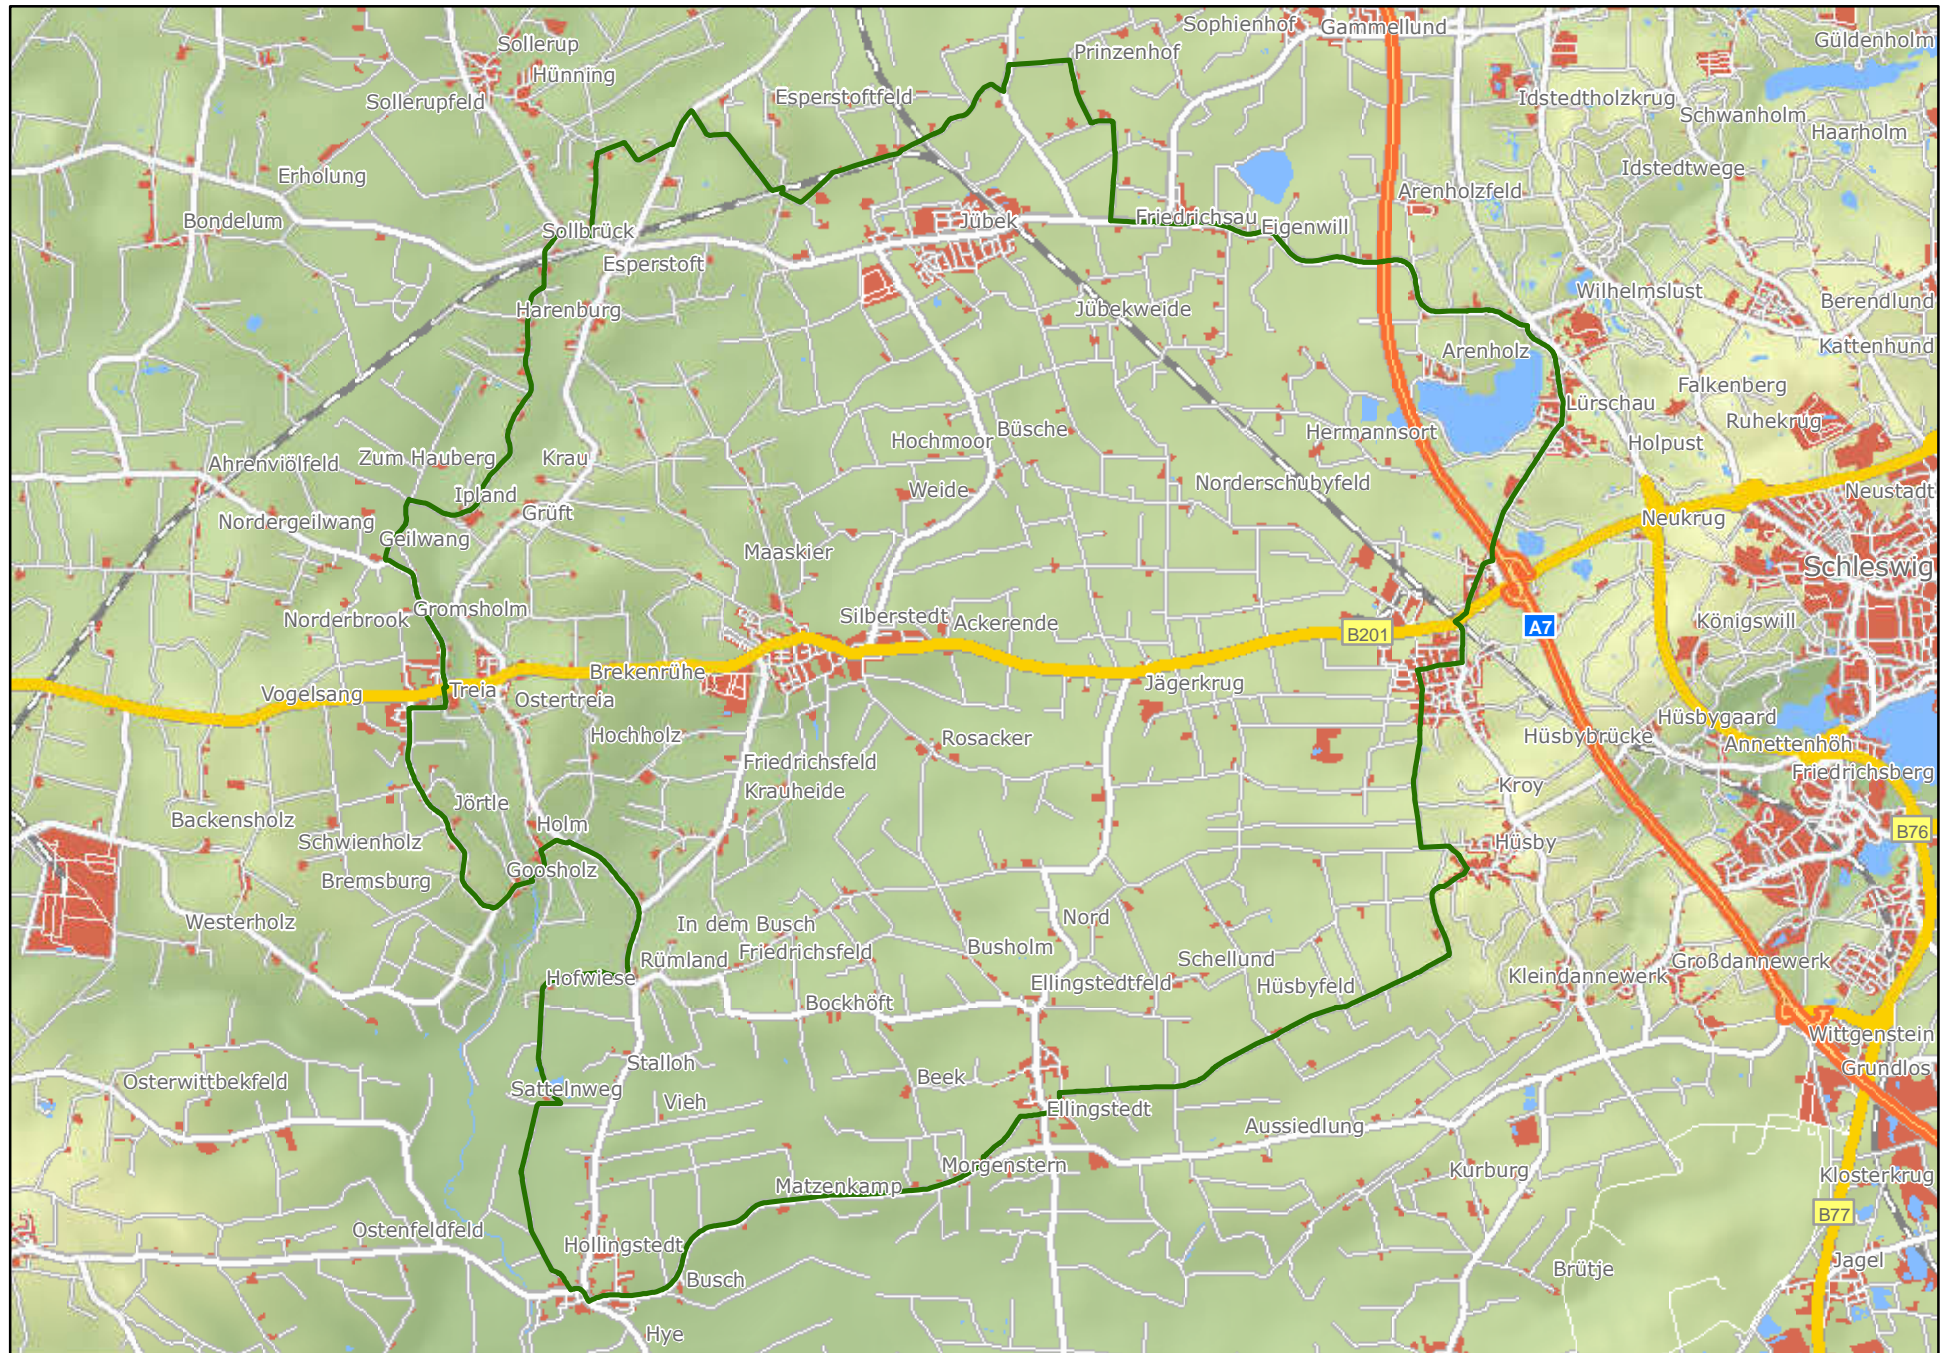 Sophienhof
Gammellund
Güldenholm
Sollerup
Prinzenhof
Hünning
Sollerupfeld
Esperstoftfeld
Idstedtholzkrug
Schwanholm
Haarholm
Erholung
Idstedtwege
Arenholzfeld
Bondelum
Sollbrück
Jübek
Friedrichsau
Eigenwill
Esperstoft
Wilhelmslust
Berendlund
Harenburg
Jübekweide
Kattenhund
Arenholz
Falkenberg
Lürschau
Ruhekrug
Hochmoor
Büsche
Hermannsort
Holpust
Ahrenviölfeld
Zum Hauberg
Krau
Weide
Norderschubyfeld
Neustadt
Ipland
Grüft
Nordergeilwang
Geilwang
Neukrug
Maaskier
Schleswig
Norderbrook
Gromsholm
Silberstedt
Ackerende
B201
A7
Königswill
Vogelsang
Treia
Brekenrühe
Jägerkrug
Ostertreia
Hüsbygaard
Hochholz
Rosacker
Hüsbybrücke
Annettenhöh
Friedrichsfeld
Friedrichsberg
Krauheide
Kroy
Jörtle
Backensholz
Holm
B76
Schwienholz
Hüsby
Goosholz
Bremsburg
Westerholz
In dem Busch
Nord
Friedrichsfeld
Busholm
Rümland
Schellund
Großdannewerk
Hofwiese
Ellingstedtfeld
Hüsbyfeld
Kleindannewerk
Bockhöft
Wittgenstein
Stalloh
Grundlos
Osterwittbekfeld
Sattelnweg
Beek
Vieh
Ellingstedt
Aussiedlung
Morgenstern
Kurburg
Klosterkrug
Matzenkamp
B77
Ostenfeldfeld
Hollingstedt
Jagel
Busch
Brütje
Hye